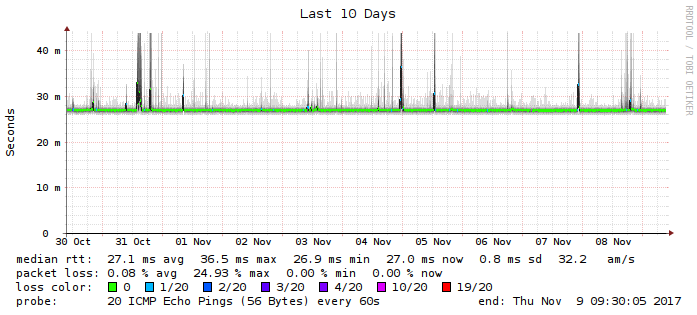 Last 10 Days
RRDTOOL / TOBI OETIKER
Seconds
40 m
30 m
20 m
10 m
0
30 Oct 31 Oct 01 Nov 02 Nov 03 Nov 04 Nov 05 Nov 06 Nov 07 Nov 08 Nov
median rtt: 27.1 ms avg 36.5 ms max 26.9 ms min 27.0 ms now 0.8 ms sd 32.2 am/s
packet loss: 0.08 % avg 24.93 % max 0.00 % min 0.00 % now
loss color: 0 1/20 2/20 3/20 4/20 10/20 19/20
probe: 20 ICMP Echo Pings (56 Bytes) every 60s end: Thu Nov 9 09:30:05 2017